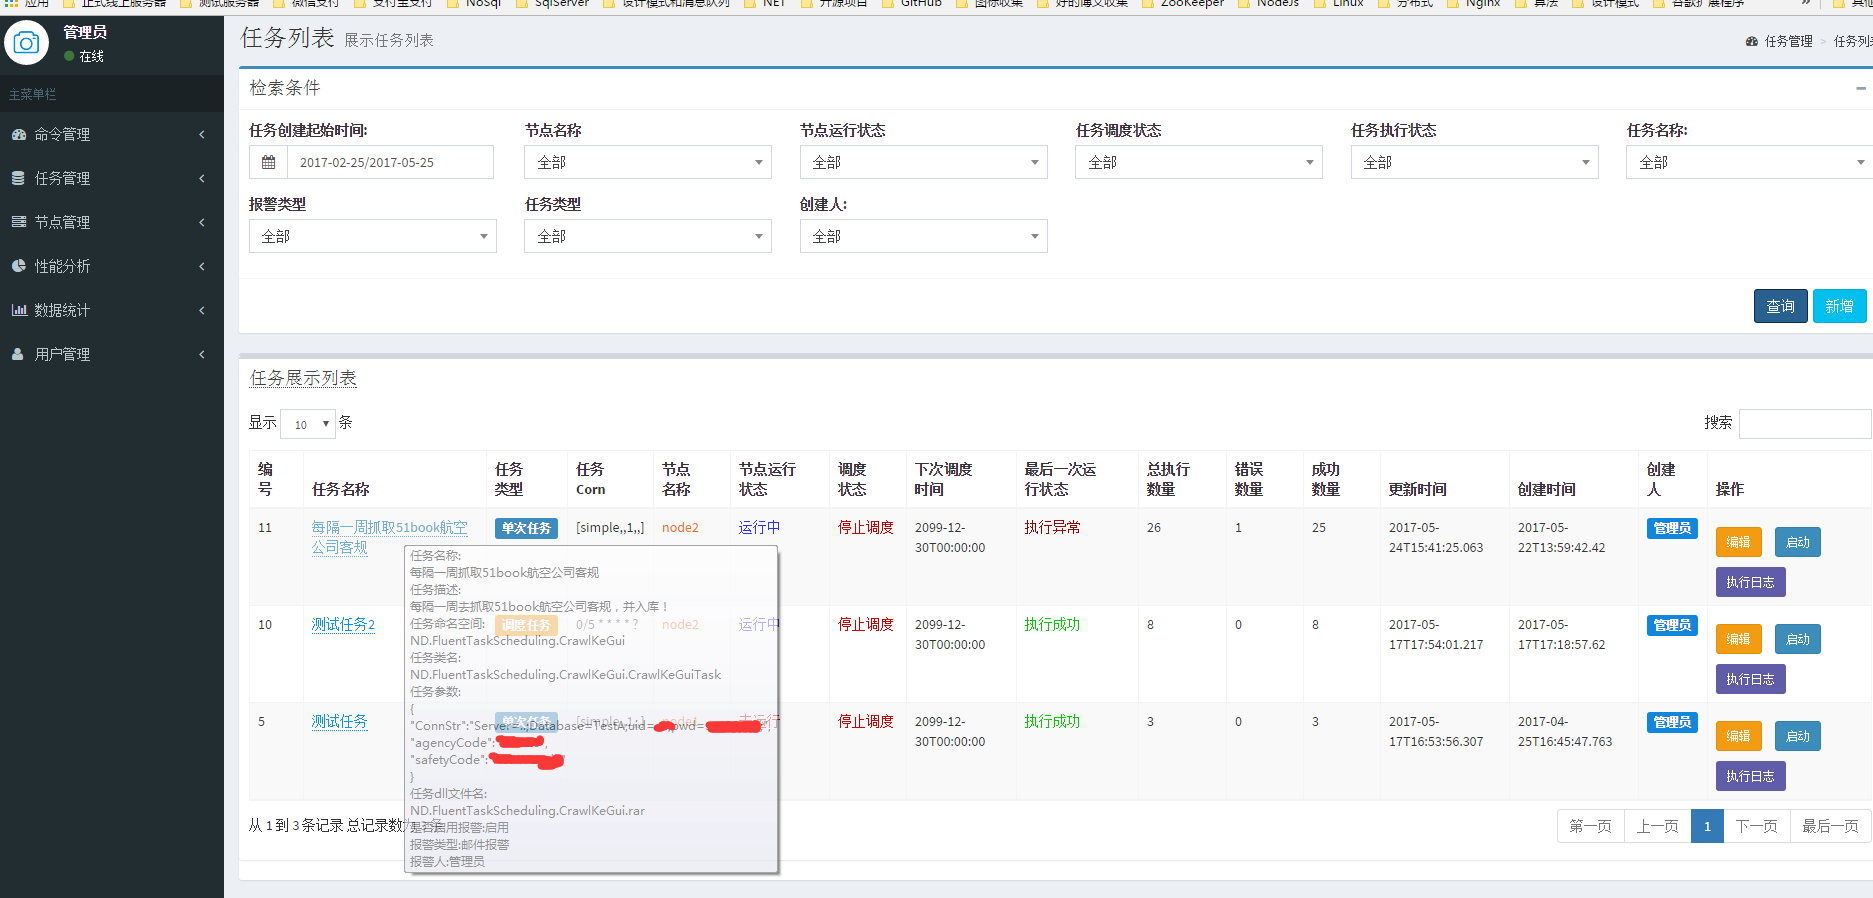 应用 正式线上服务器 测试服务器 微信支付 支付宝支付 NoSql SqlServer 设计模式和消息队列 NET 开源项目 GitHub 图标收集 好的博文收集 ZooKeeper NodeJs Linux 分布式 Nginx 算法 设计模式 谷歌扩展程序 »
管理员
在线
主菜单栏
命令管理
任务管理
节点管理
性能分析
数据统计
用户管理
任务列表 展示任务列表
任务管理 > 任务列
检索条件
任务创建起始时间: 节点名称 节点运行状态 任务调度状态 任务执行状态 任务名称:
2017-02-25/2017-05-25 全部 全部 全部 全部 全部
报警类型 任务类型 创建人:
全部 全部 全部
查询 新增
任务展示列表
显示 10 条 搜索
编号 任务名称 任务类型 任务Corn 节点名称 节点运行状态 调度状态 下次调度时间 最后一次运行状态 总执行数量 错误数量 成功数量 更新时间 创建时间 创建人 操作
11 每隔一周抓取51book航空公司客规 单次任务 [simple,,1,,] node2 运行中 停止调度 2099-12-30T00:00:00 执行异常 26 1 25 2017-05-24T15:41:25.063 2017-05-22T13:59:42.42 管理员 编辑 启动 执行日志
10 测试任务2 调度任务 0/5 * * * * ? node2 运行中 停止调度 2099-12-30T00:00:00 执行成功 8 0 8 2017-05-17T17:54:01.217 2017-05-17T17:18:57.62 管理员 编辑 启动 执行日志
5 测试任务 单次任务 [simple,,1,,] node1 未运行 停止调度 2099-12-30T00:00:00 执行成功 3 0 3 2017-05-17T16:53:56.307 2017-04-25T16:45:47.763 管理员 编辑 启动 执行日志
任务名称:
每隔一周抓取51book航空公司客规
任务描述:
每隔一周去抓取51book航空公司客规，并入库！
任务命名空间:
ND.FluentTaskScheduling.CrawlKeGui
任务类名:
ND.FluentTaskScheduling.CrawlKeGui.CrawlKeGuiTask
任务参数:
{
"ConnStr":"Server=.;Database=TestA;uid= pwd=
"agencyCode": ,
"safetyCode":
}
任务dll文件名:
ND.FluentTaskScheduling.CrawlKeGui.rar
是否启用报警:启用
报警类型:邮件报警
报警人:管理员
从 1 到 3 条记录 总记录数为
第一页 上一页 1 下一页 最后一页